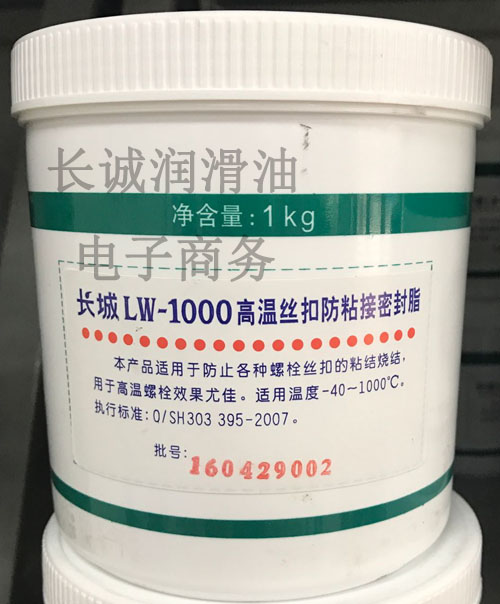 长诚润滑油
净含量：1kg
电子商务
长城 LW-1000 高温丝扣防粘接密封脂
本产品适用于防止各种螺栓丝扣的粘结烧结，
用于高温螺栓效果尤佳。适用温度-40～1000℃。
执行标准：0/SH303 395-2007。
批号：160429002